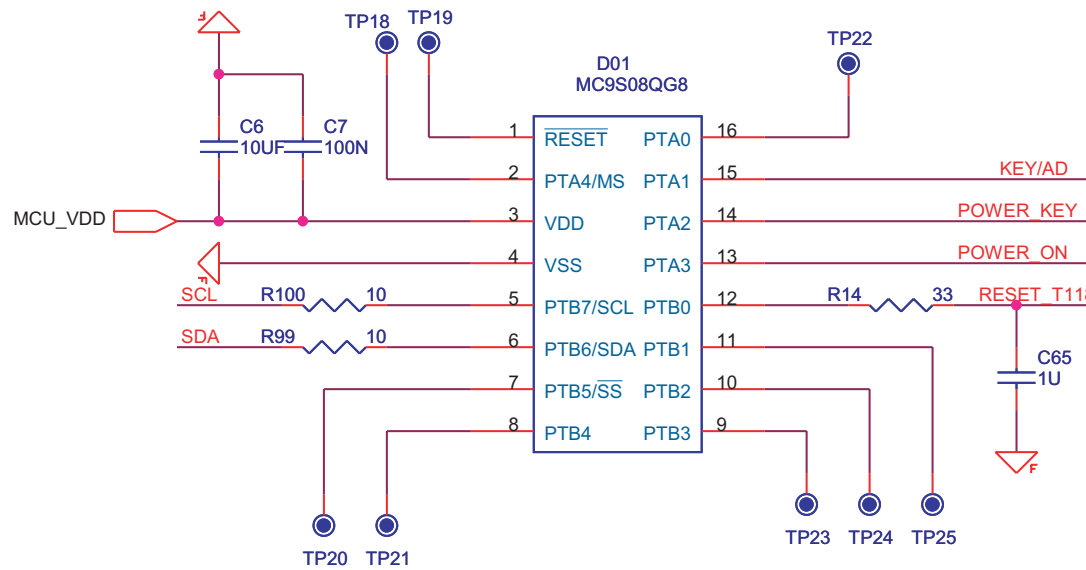 F
TP18
TP19
TP22
D01
MC9S08QG8
C6
10UF
C7
100N
1
RESET
PTA0
16
2
PTA4/MS
PTA1
15
KEY/AD
MCU_VDD
3
VDD
PTA2
14
POWER_KEY
F
4
VSS
PTA3
13
POWER_ON
SCL
R100
10
5
PTB7/SCL
PTB0
12
R14
33
RESET_T118
SDA
R99
10
6
PTB6/SDA
PTB1
11
C65
1U
7
PTB5/SS
PTB2
10
8
PTB4
PTB3
9
F
TP20
TP21
TP23
TP24
TP25